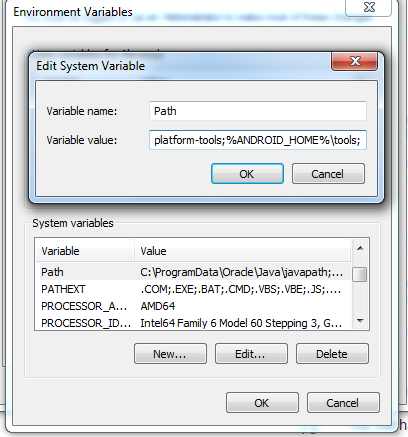 Environment Variables
Edit System Variable
Variable name:
Path
Variable value:
platform-tools;%ANDROID_HOME%\tools;
OK
Cancel
System variables
Variable
Value
Path
C:\ProgramData\Oracle\Java\javapath;...
PATHEXT
.COM;.EXE;.BAT;.CMD;.VBS;.VBE;.JS;....
PROCESSOR_A...
AMD64
PROCESSOR_ID...
Intel64 Family 6 Model 60 Stepping 3, G...
New...
Edit...
Delete
OK
Cancel